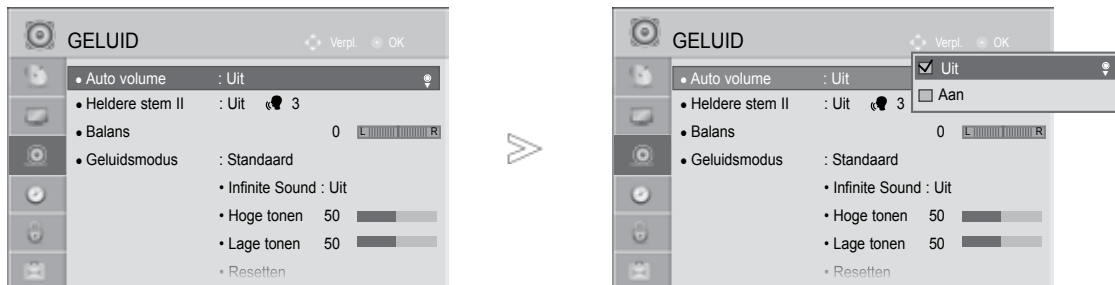 GELUID
Verpl. OK
• Auto volume : Uit
• Heldere stem II : Uit 3
• Balans 0 L R
• Geluidsmodus : Standaard
• Infinite Sound : Uit
• Hoge tonen 50
• Lage tonen 50
• Resetten
GELUID
Verpl. OK
• Auto volume : Uit
• Heldere stem II : Uit 3
• Balans 0 L R
• Geluidsmodus : Standaard
• Infinite Sound : Uit
• Hoge tonen 50
• Lage tonen 50
• Resetten
Uit
Aan